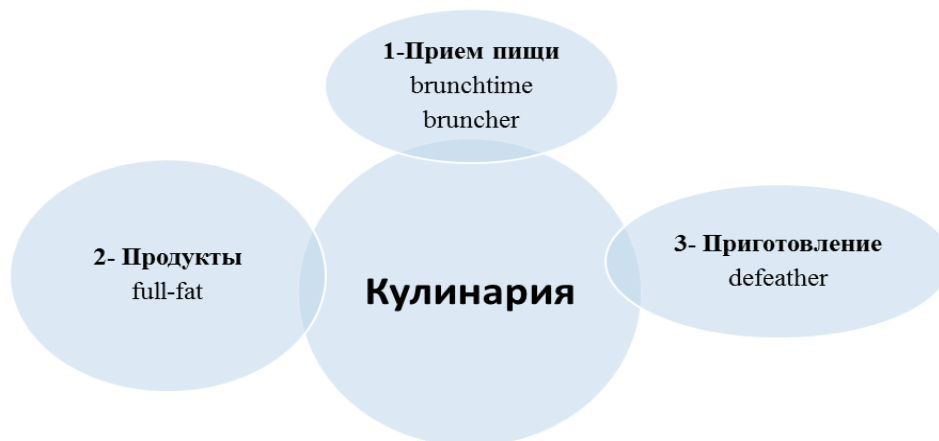 1-Прием пищи
brunchtime
bruncher
2- Продукты
full-fat
Кулинария
3- Приготовление
defeather